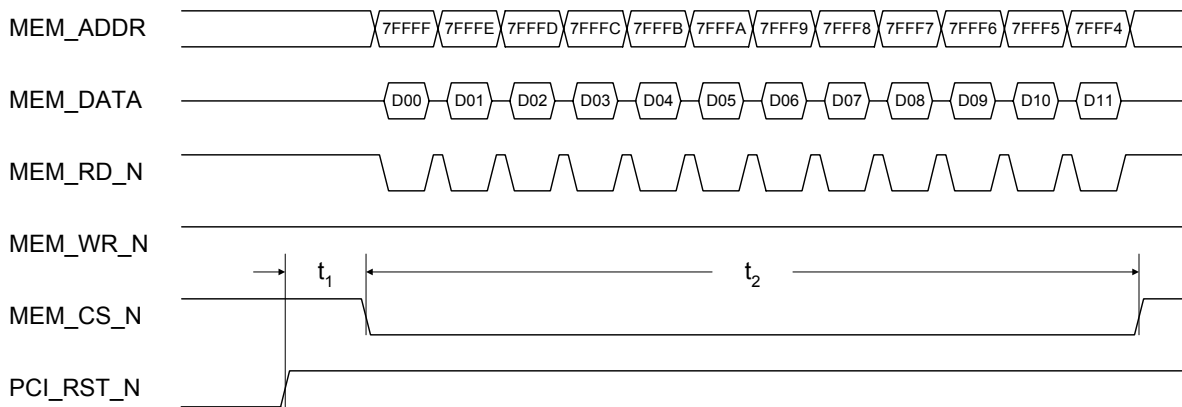 MEM_ADDR 7FFFF 7FFFE 7FFFD 7FFFC 7FFFB 7FFFA 7FFF9 7FFF8 7FFF7 7FFF6 7FFF5 7FFF4
MEM_DATA D00 D01 D02 D03 D04 D05 D06 D07 D08 D09 D10 D11
MEM_RD_N
MEM_WR_N
t1 t2
MEM_CS_N
PCI_RST_N